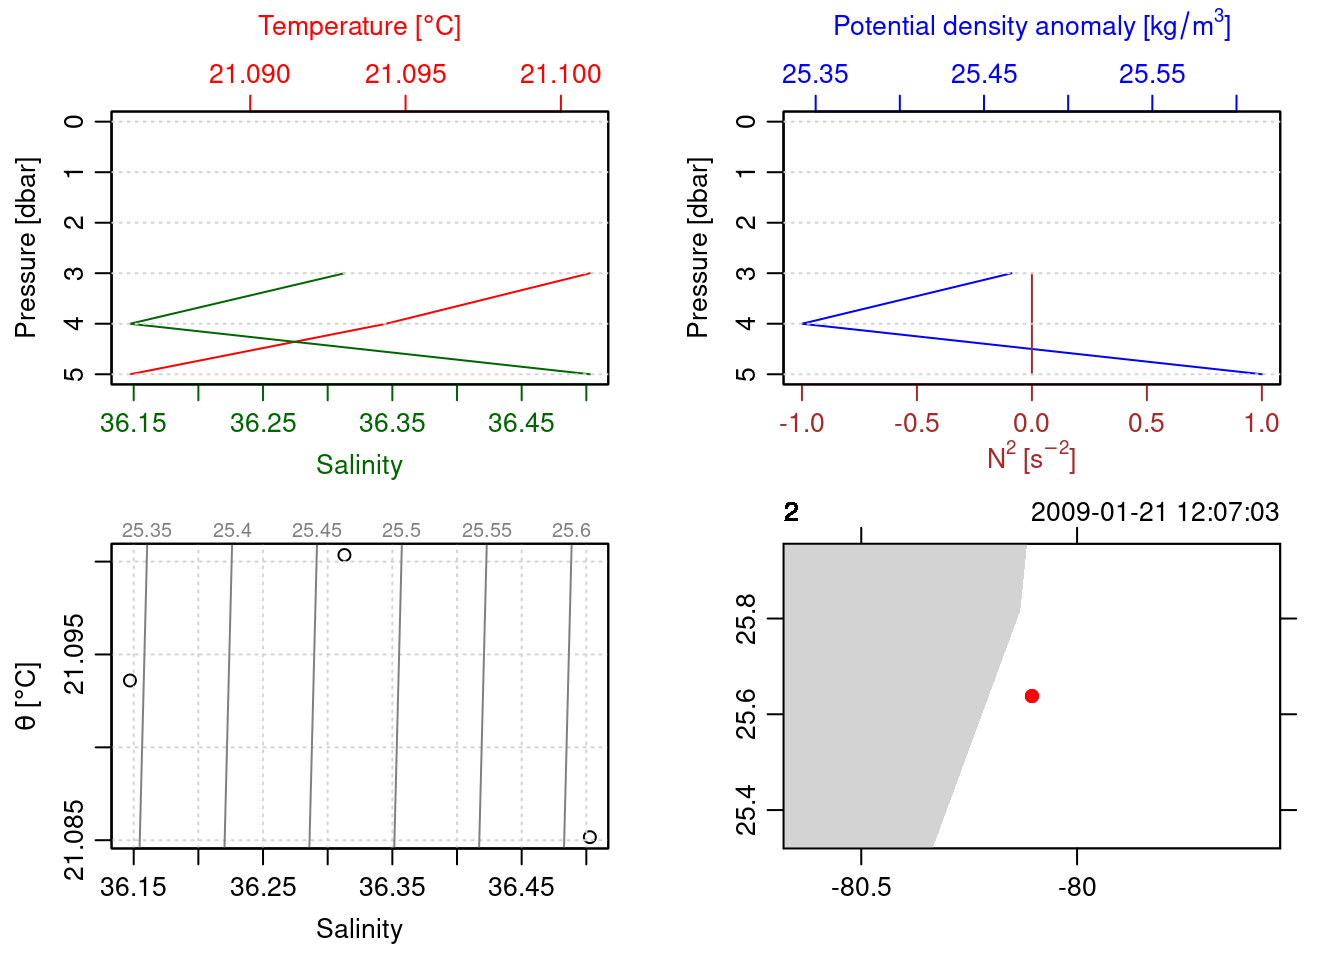 Temperature [°C]
21.090 21.095 21.100
0
1
2
3
4
5
Pressure [dbar]
36.15 36.25 36.35 36.45
Salinity
Potential density anomaly [kg/m³]
25.35 25.45 25.55
0
1
2
3
4
5
Pressure [dbar]
-1.0 -0.5 0.0 0.5 1.0
N² [s⁻²]
25.35 25.4 25.45 25.5 25.55 25.6
21.095
21.085
θ [°C]
36.15 36.25 36.35 36.45
Salinity
2 2009-01-21 12:07:03
25.8
25.6
25.4
-80.5 -80